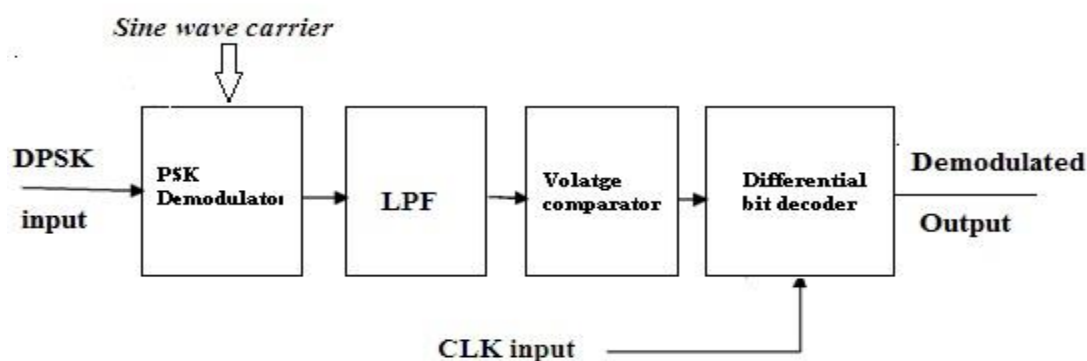 Sine wave carrier
DPSK
input
PSK
Demodulator
LPF
Volatge
comparator
Differential
bit decoder
Demodulated
Output
CLK input